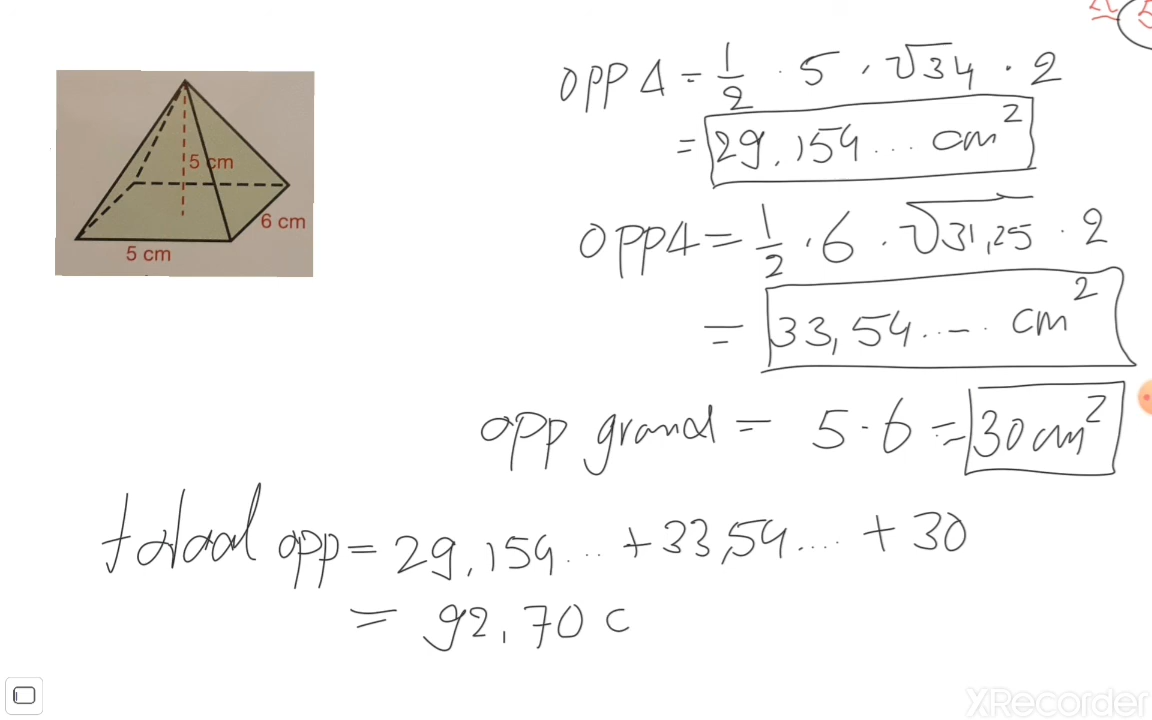 5 cm
6 cm
5 cm
opp Δ = 1/2 · 5 · √34 · 2
= 29,154... cm²
opp Δ = 1/2 · 6 · √31,25 · 2
= 33,54...-. cm²
opp grond = 5 · 6 = 30 cm²
totaal opp = 29,154... + 33,54.... + 30
= 92,70 c
XRecorder